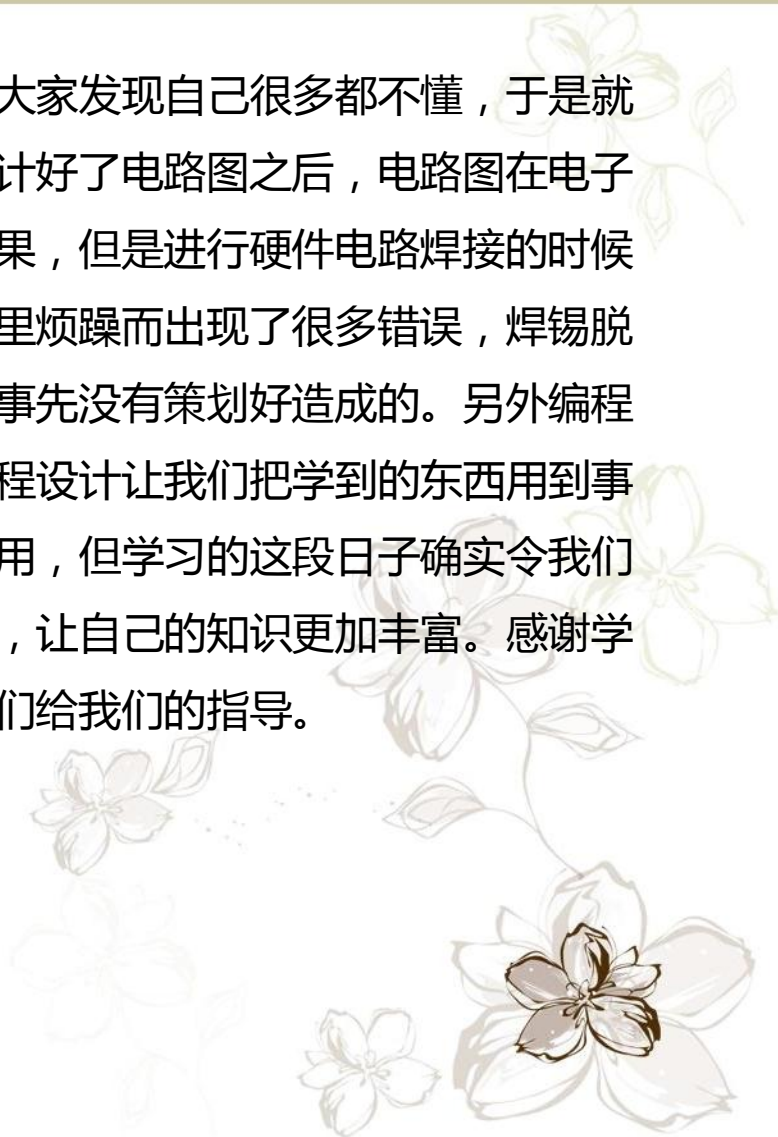 大家发现自己很多都不懂，于是就
计好了电路图之后，电路图在电子
果，但是进行硬件电路焊接的时候
里烦躁而出现了很多错误，焊锡脱
事先没有策划好造成的。另外编程
程设计让我们把学到的东西用到事
用，但学习的这段日子确实令我们
，让自己的知识更加丰富。感谢学
们给我们的指导。